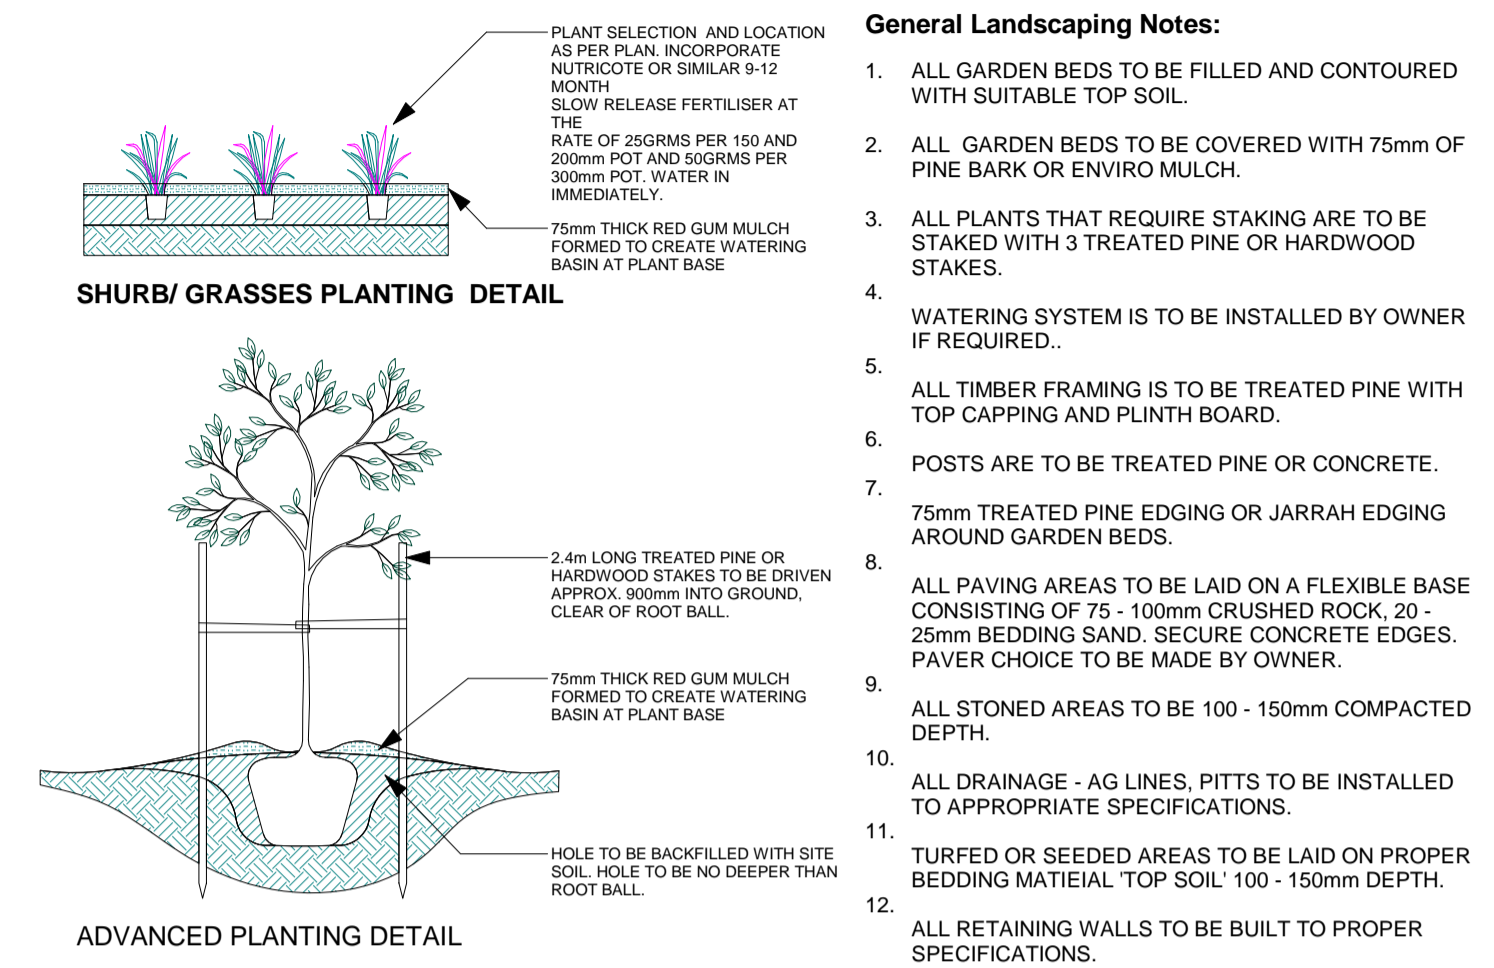 PLANT SELECTION  AND LOCATION
AS PER PLAN. INCORPORATE
NUTRICOTE OR SIMILAR 9-12
MONTH
SLOW RELEASE FERTILISER AT
THE
RATE OF 25GRMS PER 150 AND
200mm POT AND 50GRMS PER
300mm POT. WATER IN
IMMEDIATELY.
75mm THICK RED GUM MULCH
FORMED TO CREATE WATERING
BASIN AT PLANT BASE
SHURB/ GRASSES PLANTING  DETAIL
2.4m LONG TREATED PINE OR
HARDWOOD STAKES TO BE DRIVEN
APPROX. 900mm INTO GROUND,
CLEAR OF ROOT BALL.
75mm THICK RED GUM MULCH
FORMED TO CREATE WATERING
BASIN AT PLANT BASE
HOLE TO BE BACKFILLED WITH SITE
SOIL. HOLE TO BE NO DEEPER THAN
ROOT BALL.
ADVANCED PLANTING DETAIL
General Landscaping Notes:
1. ALL GARDEN BEDS TO BE FILLED AND CONTOURED
WITH SUITABLE TOP SOIL.
2. ALL  GARDEN BEDS TO BE COVERED WITH 75mm OF
PINE BARK OR ENVIRO MULCH.
3. ALL PLANTS THAT REQUIRE STAKING ARE TO BE
STAKED WITH 3 TREATED PINE OR HARDWOOD
STAKES.
4.
WATERING SYSTEM IS TO BE INSTALLED BY OWNER
IF REQUIRED..
5.
ALL TIMBER FRAMING IS TO BE TREATED PINE WITH
TOP CAPPING AND PLINTH BOARD.
6.
POSTS ARE TO BE TREATED PINE OR CONCRETE.
7.
75mm TREATED PINE EDGING OR JARRAH EDGING
AROUND GARDEN BEDS.
8.
ALL PAVING AREAS TO BE LAID ON A FLEXIBLE BASE
CONSISTING OF 75 - 100mm CRUSHED ROCK, 20 -
25mm BEDDING SAND. SECURE CONCRETE EDGES.
PAVER CHOICE TO BE MADE BY OWNER.
9.
ALL STONED AREAS TO BE 100 - 150mm COMPACTED
DEPTH.
10.
ALL DRAINAGE - AG LINES, PITTS TO BE INSTALLED
TO APPROPRIATE SPECIFICATIONS.
11.
TURFED OR SEEDED AREAS TO BE LAID ON PROPER
BEDDING MATIEIAL 'TOP SOIL' 100 - 150mm DEPTH.
12.
ALL RETAINING WALLS TO BE BUILT TO PROPER
SPECIFICATIONS.